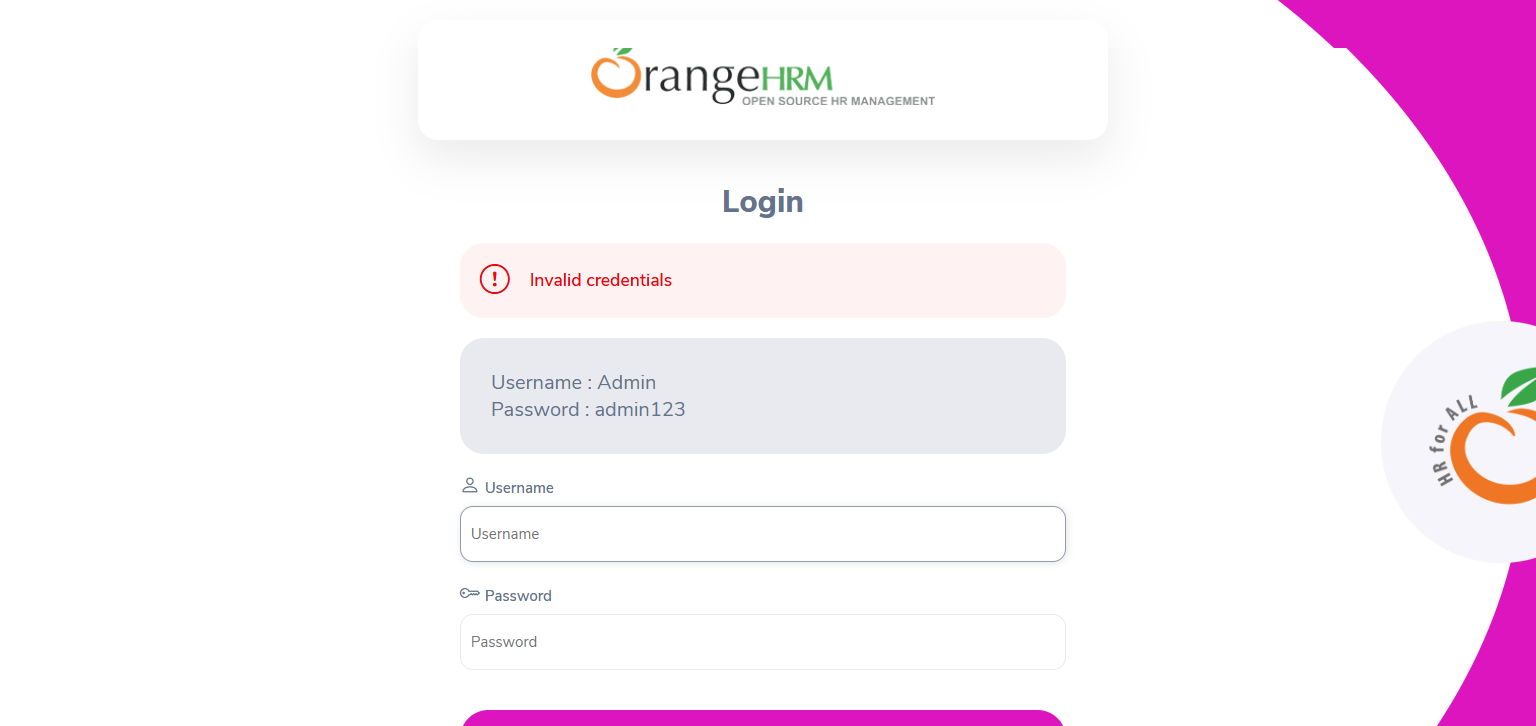 OrangeHRM
OPEN SOURCE HR MANAGEMENT
Login
! Invalid credentials
Username : Admin
Password : admin123
Username
Username
Password
Password
HR for ALL